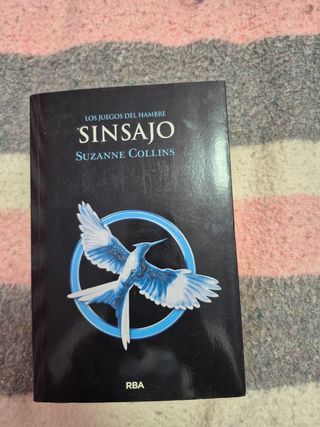 LOS JUEGOS DEL HAMBRE
SINSAJO
SUZANNE COLLINS
RBA